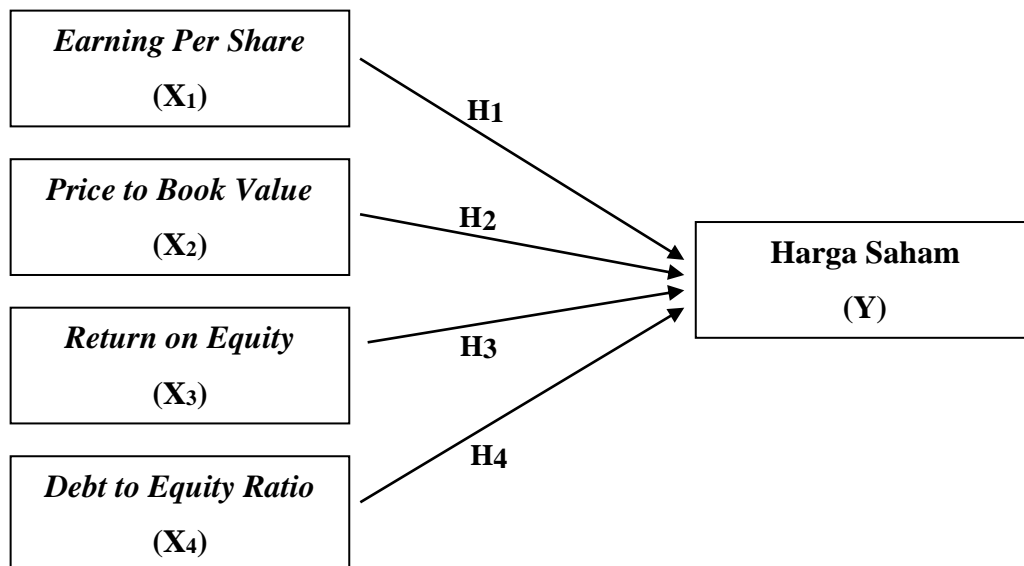 Earning Per Share
(X1)
H1
Price to Book Value
(X2)
H2
Harga Saham
(Y)
Return on Equity
(X3)
H3
Debt to Equity Ratio
(X4)
H4